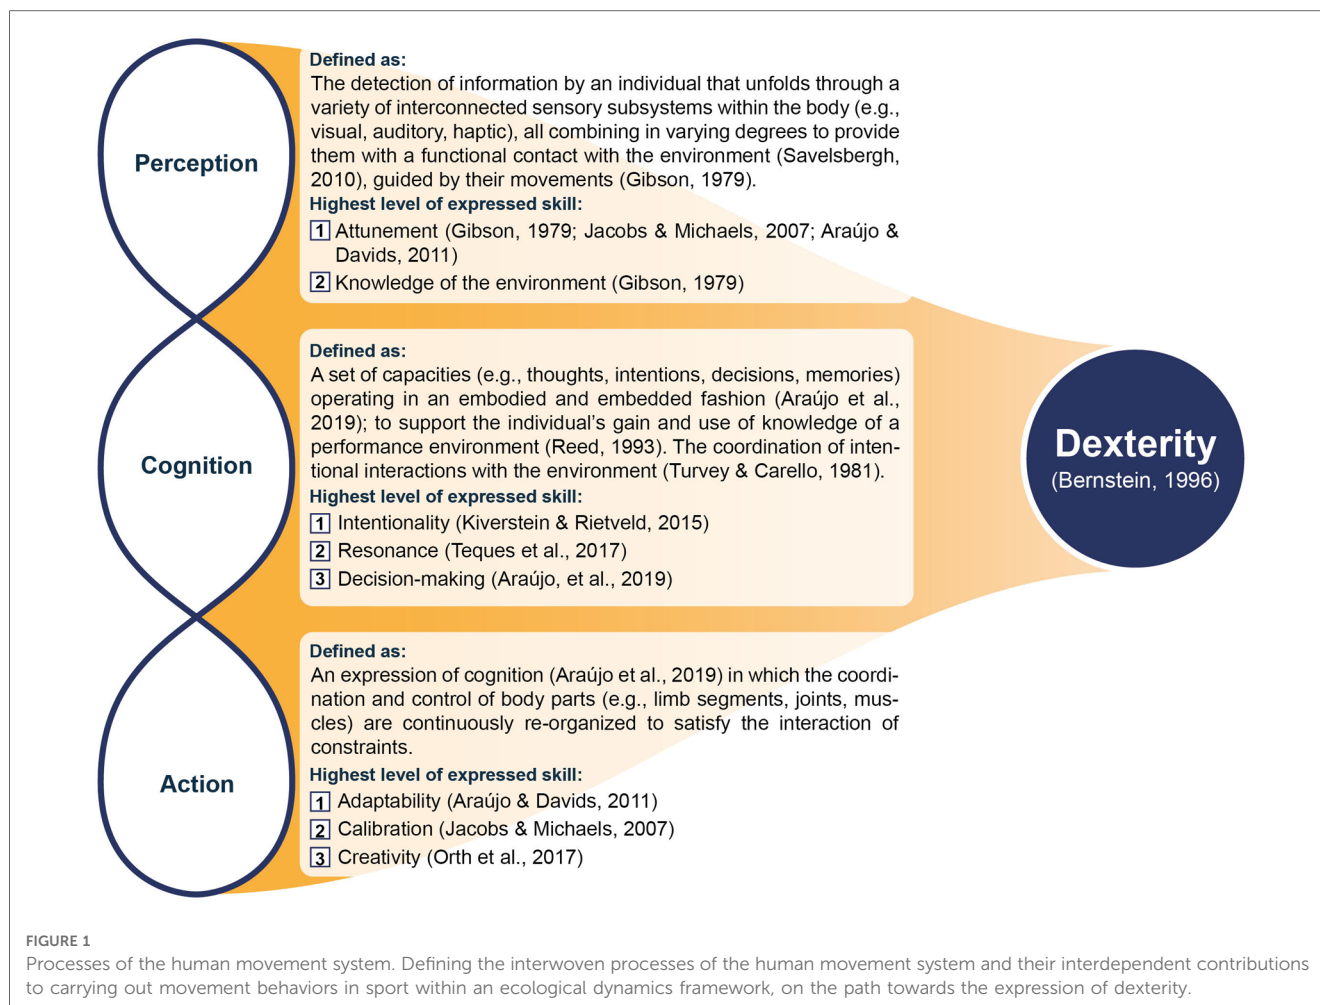 Defined as:
The detection of information by an individual that unfolds through a
variety of interconnected sensory subsystems within the body (e.g.,
visual, auditory, haptic), all combining in varying degrees to provide
them with a functional contact with the environment (Savelsbergh,
2010), guided by their movements (Gibson, 1979).
Highest level of expressed skill:
1 Attunement (Gibson, 1979; Jacobs & Michaels, 2007; Araújo &
Davids, 2011)
2 Knowledge of the environment (Gibson, 1979)
Perception
Defined as:
A set of capacities (e.g., thoughts, intentions, decisions, memories)
operating in an embodied and embedded fashion (Araújo et al.,
2019); to support the individual's gain and use of knowledge of a
performance environment (Reed, 1993). The coordination of inten-
tional interactions with the environment (Turvey & Carello, 1981).
Highest level of expressed skill:
1 Intentionality (Kiverstein & Rietveld, 2015)
2 Resonance (Teques et al., 2017)
3 Decision-making (Araújo, et al., 2019)
Cognition
Defined as:
An expression of cognition (Araújo et al., 2019) in which the coordi-
nation and control of body parts (e.g., limb segments, joints, mus-
cles) are continuously re-organized to satisfy the interaction of
constraints.
Highest level of expressed skill:
1 Adaptability (Araújo & Davids, 2011)
2 Calibration (Jacobs & Michaels, 2007)
3 Creativity (Orth et al., 2017)
Action
Dexterity
(Bernstein, 1996)
FIGURE 1
Processes of the human movement system. Defining the interwoven processes of the human movement system and their interdependent contributions
to carrying out movement behaviors in sport within an ecological dynamics framework, on the path towards the expression of dexterity.